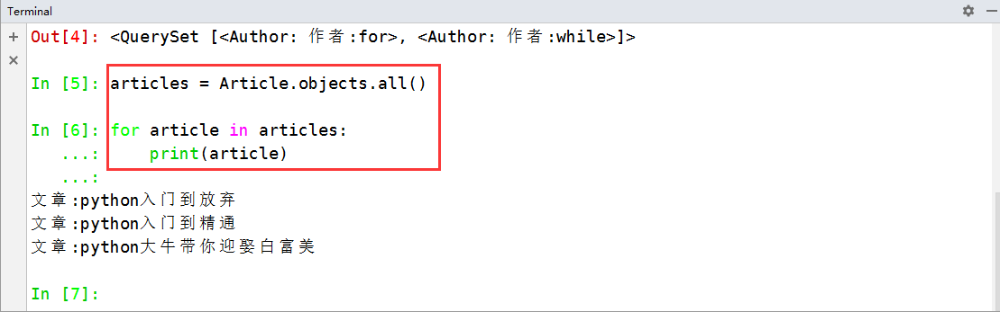 Terminal
Out[4]: <QuerySet [<Author: 作者:for>, <Author: 作者:while>]>
In [5]: articles = Article.objects.all()
In [6]: for article in articles:
   ...:     print(article)
   ...:
文章:python入门到放弃
文章:python入门到精通
文章:python大牛带你迎娶白富美
In [7]: